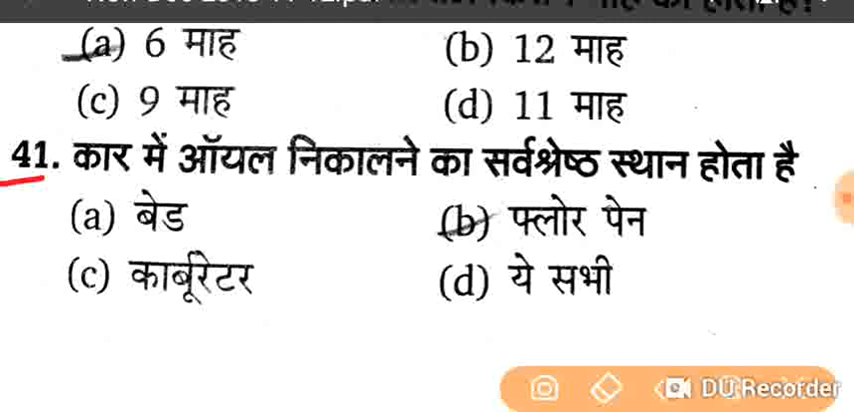 (a) 6 माह (b) 12 माह
(c) 9 माह (d) 11 माह
41. कार में ऑयल निकालने का सर्वश्रेष्ठ स्थान होता है
(a) बेड (b) फ्लोर पेन
(c) कार्बूरेटर (d) ये सभी
DU Recorder